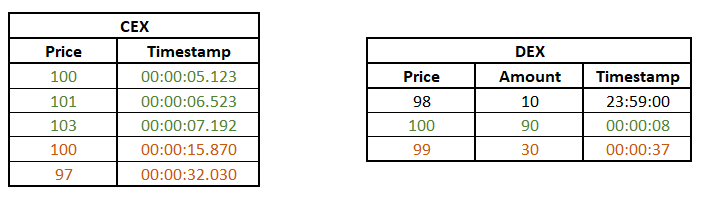 CEX
Price Timestamp
100 00:00:05.123
101 00:00:06.523
103 00:00:07.192
100 00:00:15.870
97 00:00:32.030
DEX
Price Amount Timestamp
98 10 23:59:00
100 90 00:00:08
99 30 00:00:37